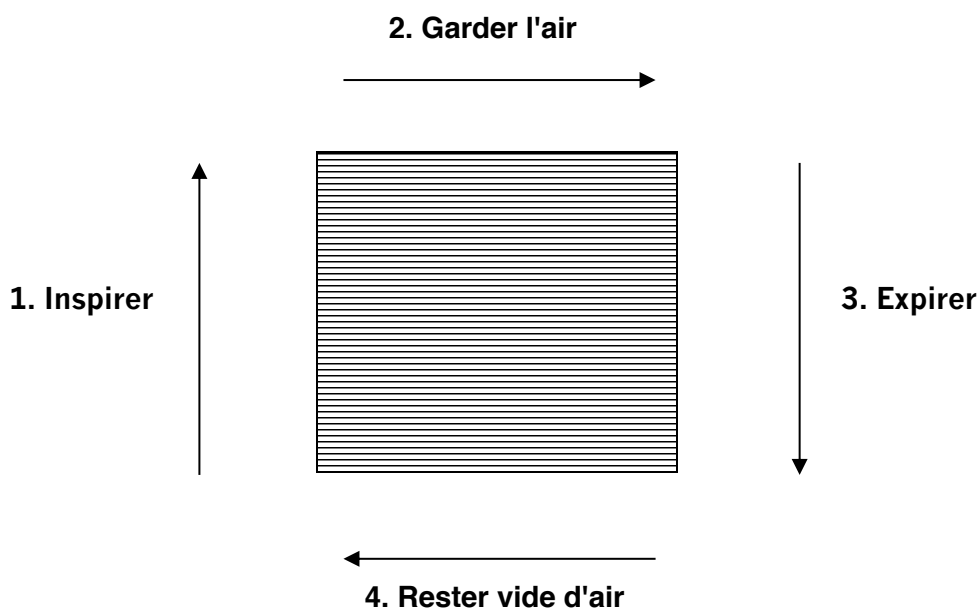 2. Garder l'air
1. Inspirer
3. Expirer
4. Rester vide d'air